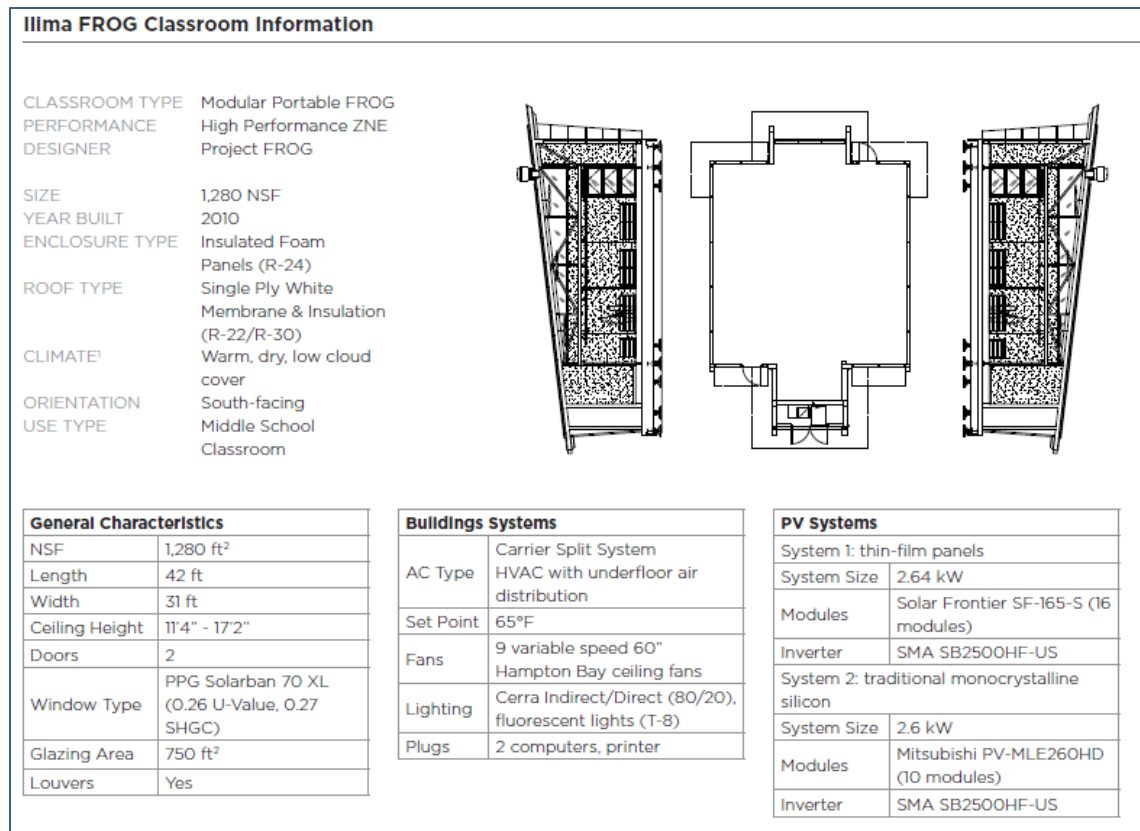 Ilima FROG Classroom Information
CLASSROOM TYPE Modular Portable FROG
PERFORMANCE High Performance ZNE
DESIGNER Project FROG
SIZE 1,280 NSF
YEAR BUILT 2010
ENCLOSURE TYPE Insulated Foam
Panels (R-24)
ROOF TYPE Single Ply White
Membrane & Insulation
(R-22/R-30)
CLIMATE¹ Warm, dry, low cloud
cover
ORIENTATION South-facing
USE TYPE Middle School
Classroom
General Characteristics
NSF 1,280 ft²
Length 42 ft
Width 31 ft
Ceiling Height 11'4" - 17'2"
Doors 2
Window Type PPG Solarban 70 XL
(0.26 U-Value, 0.27
SHGC)
Glazing Area 750 ft²
Louvers Yes
Buildings Systems
AC Type Carrier Split System
HVAC with underfloor air
distribution
Set Point 65°F
Fans 9 variable speed 60"
Hampton Bay ceiling fans
Lighting Cerra Indirect/Direct (80/20),
fluorescent lights (T-8)
Plugs 2 computers, printer
PV Systems
System 1: thin-film panels
System Size 2.64 kW
Modules Solar Frontier SF-165-S (16
modules)
Inverter SMA SB2500HF-US
System 2: traditional monocrystalline
silicon
System Size 2.6 kW
Modules Mitsubishi PV-MLE260HD
(10 modules)
Inverter SMA SB2500HF-US